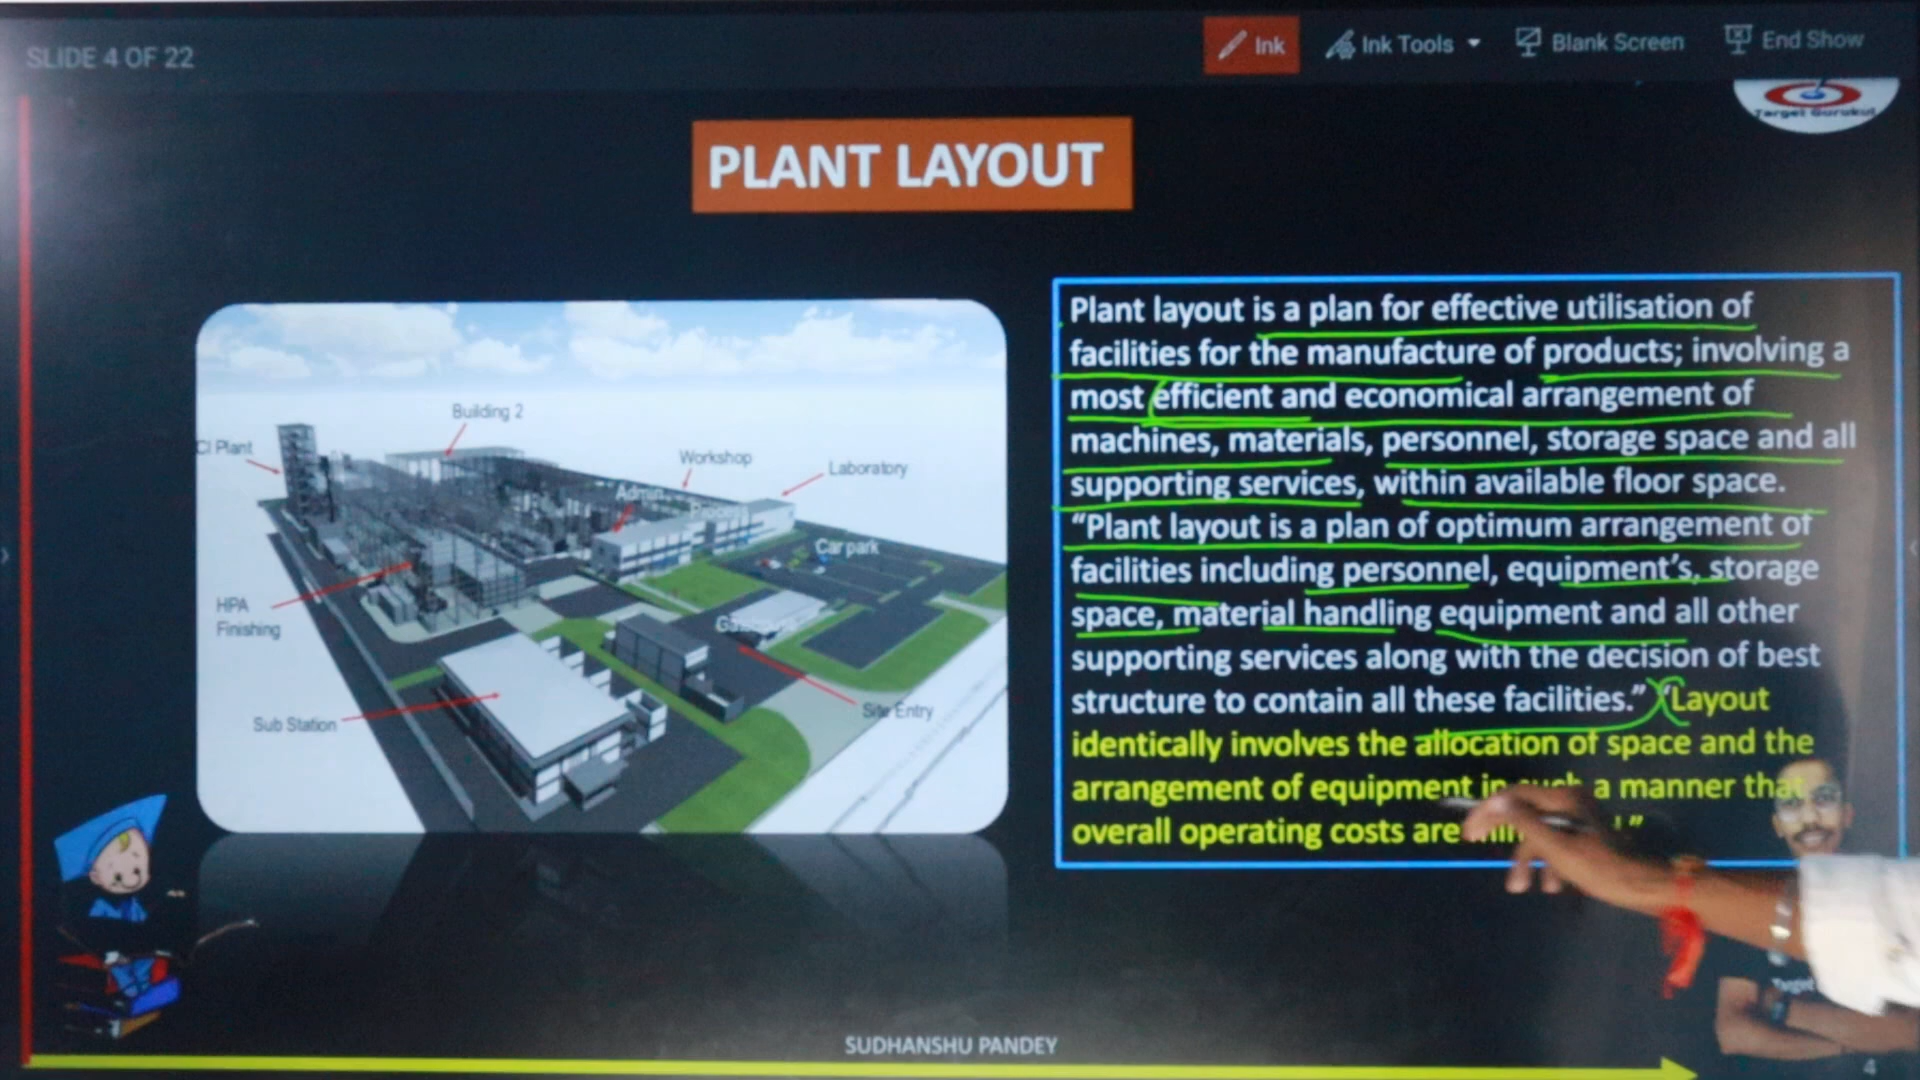 SLIDE 4 OF 22
Ink
Ink Tools
Blank Screen
End Show
Target Gurukul
PLANT LAYOUT
Plant layout is a plan for effective utilisation of
facilities for the manufacture of products; involving a
most efficient and economical arrangement of
machines, materials, personnel, storage space and all
supporting services, within available floor space.
“Plant layout is a plan of optimum arrangement of
facilities including personnel, equipment’s, storage
space, material handling equipment and all other
supporting services along with the decision of best
structure to contain all these facilities.” “Layout
identically involves the allocation of space and the
arrangement of equipment in such a manner that
overall operating costs are
Building 2
CI Plant
Workshop
Laboratory
Admin
Process
Car park
HPA
Finishing
Sub Station
Site Entry
Target
SUDHANSHU PANDEY
4